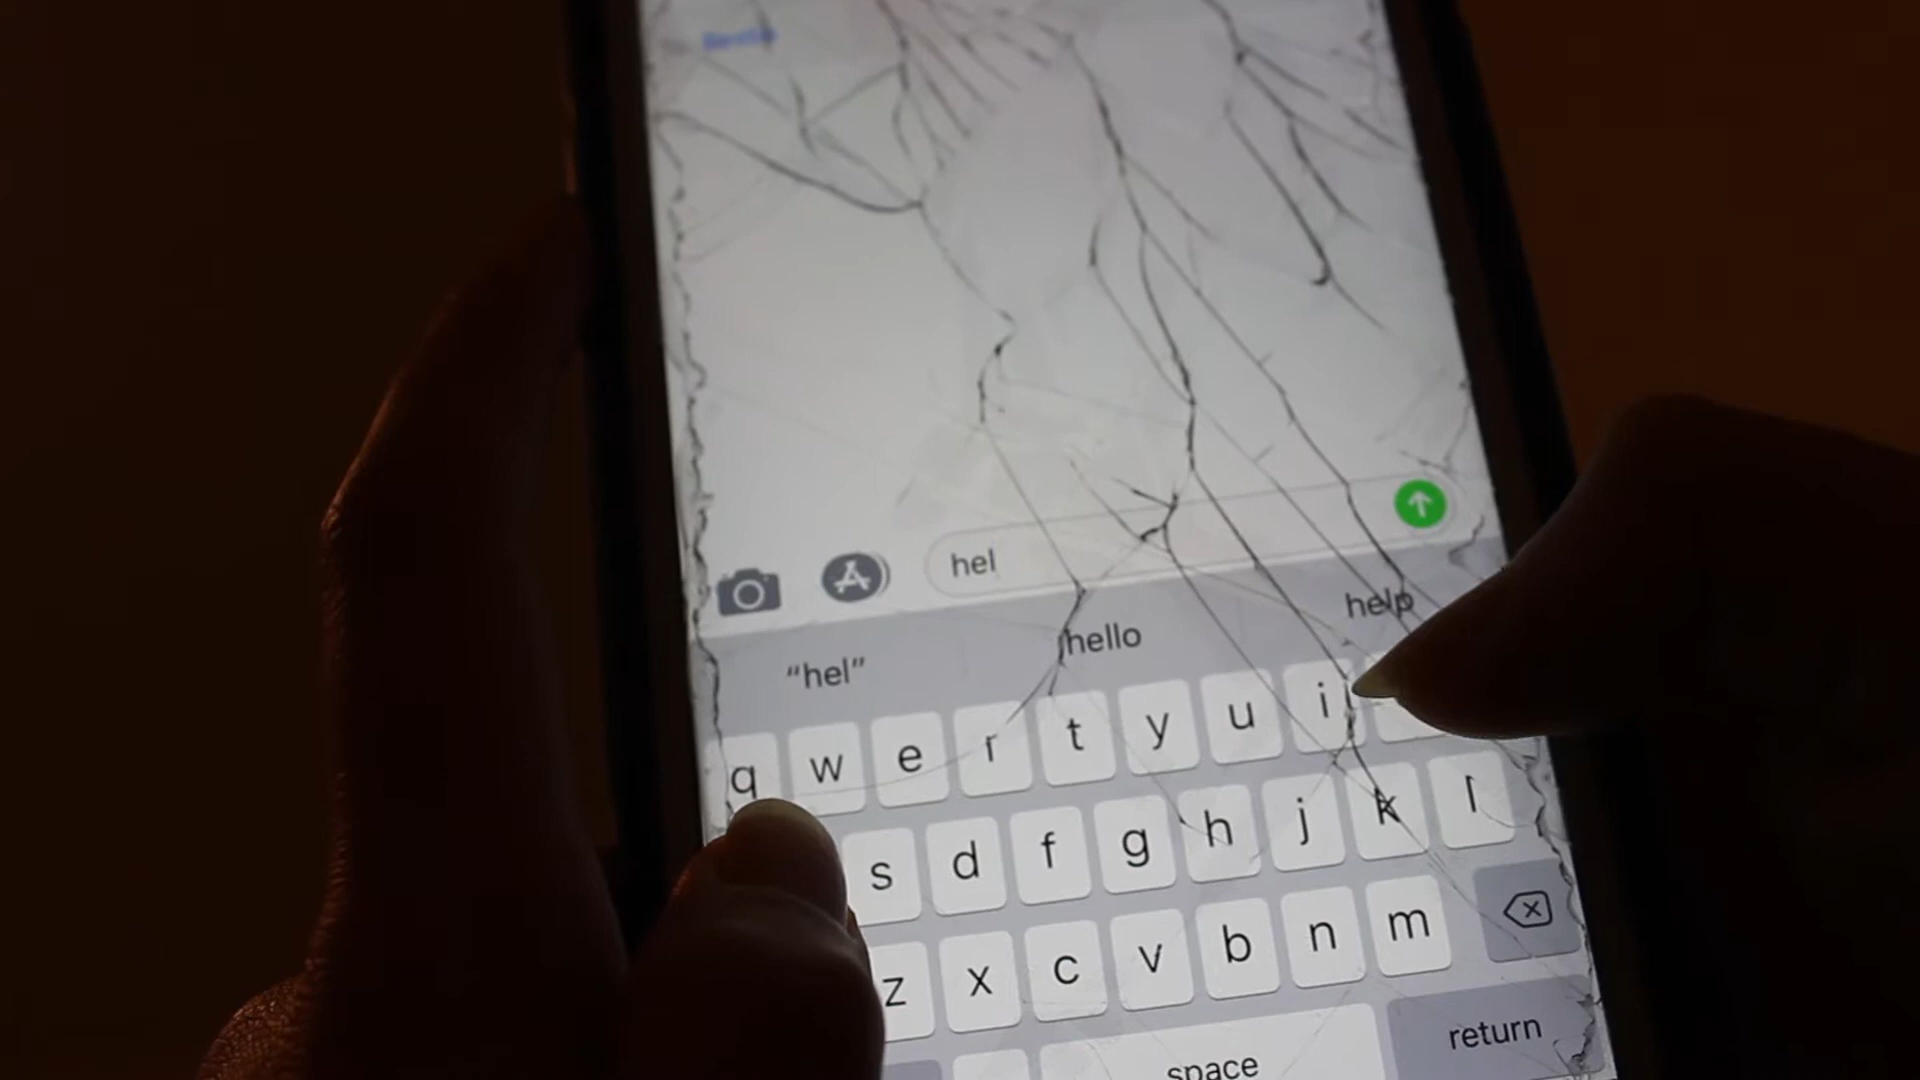 hel
“hel” hello help
q w e r t y u i
s d f g h j k l
z x c v b n m
space return